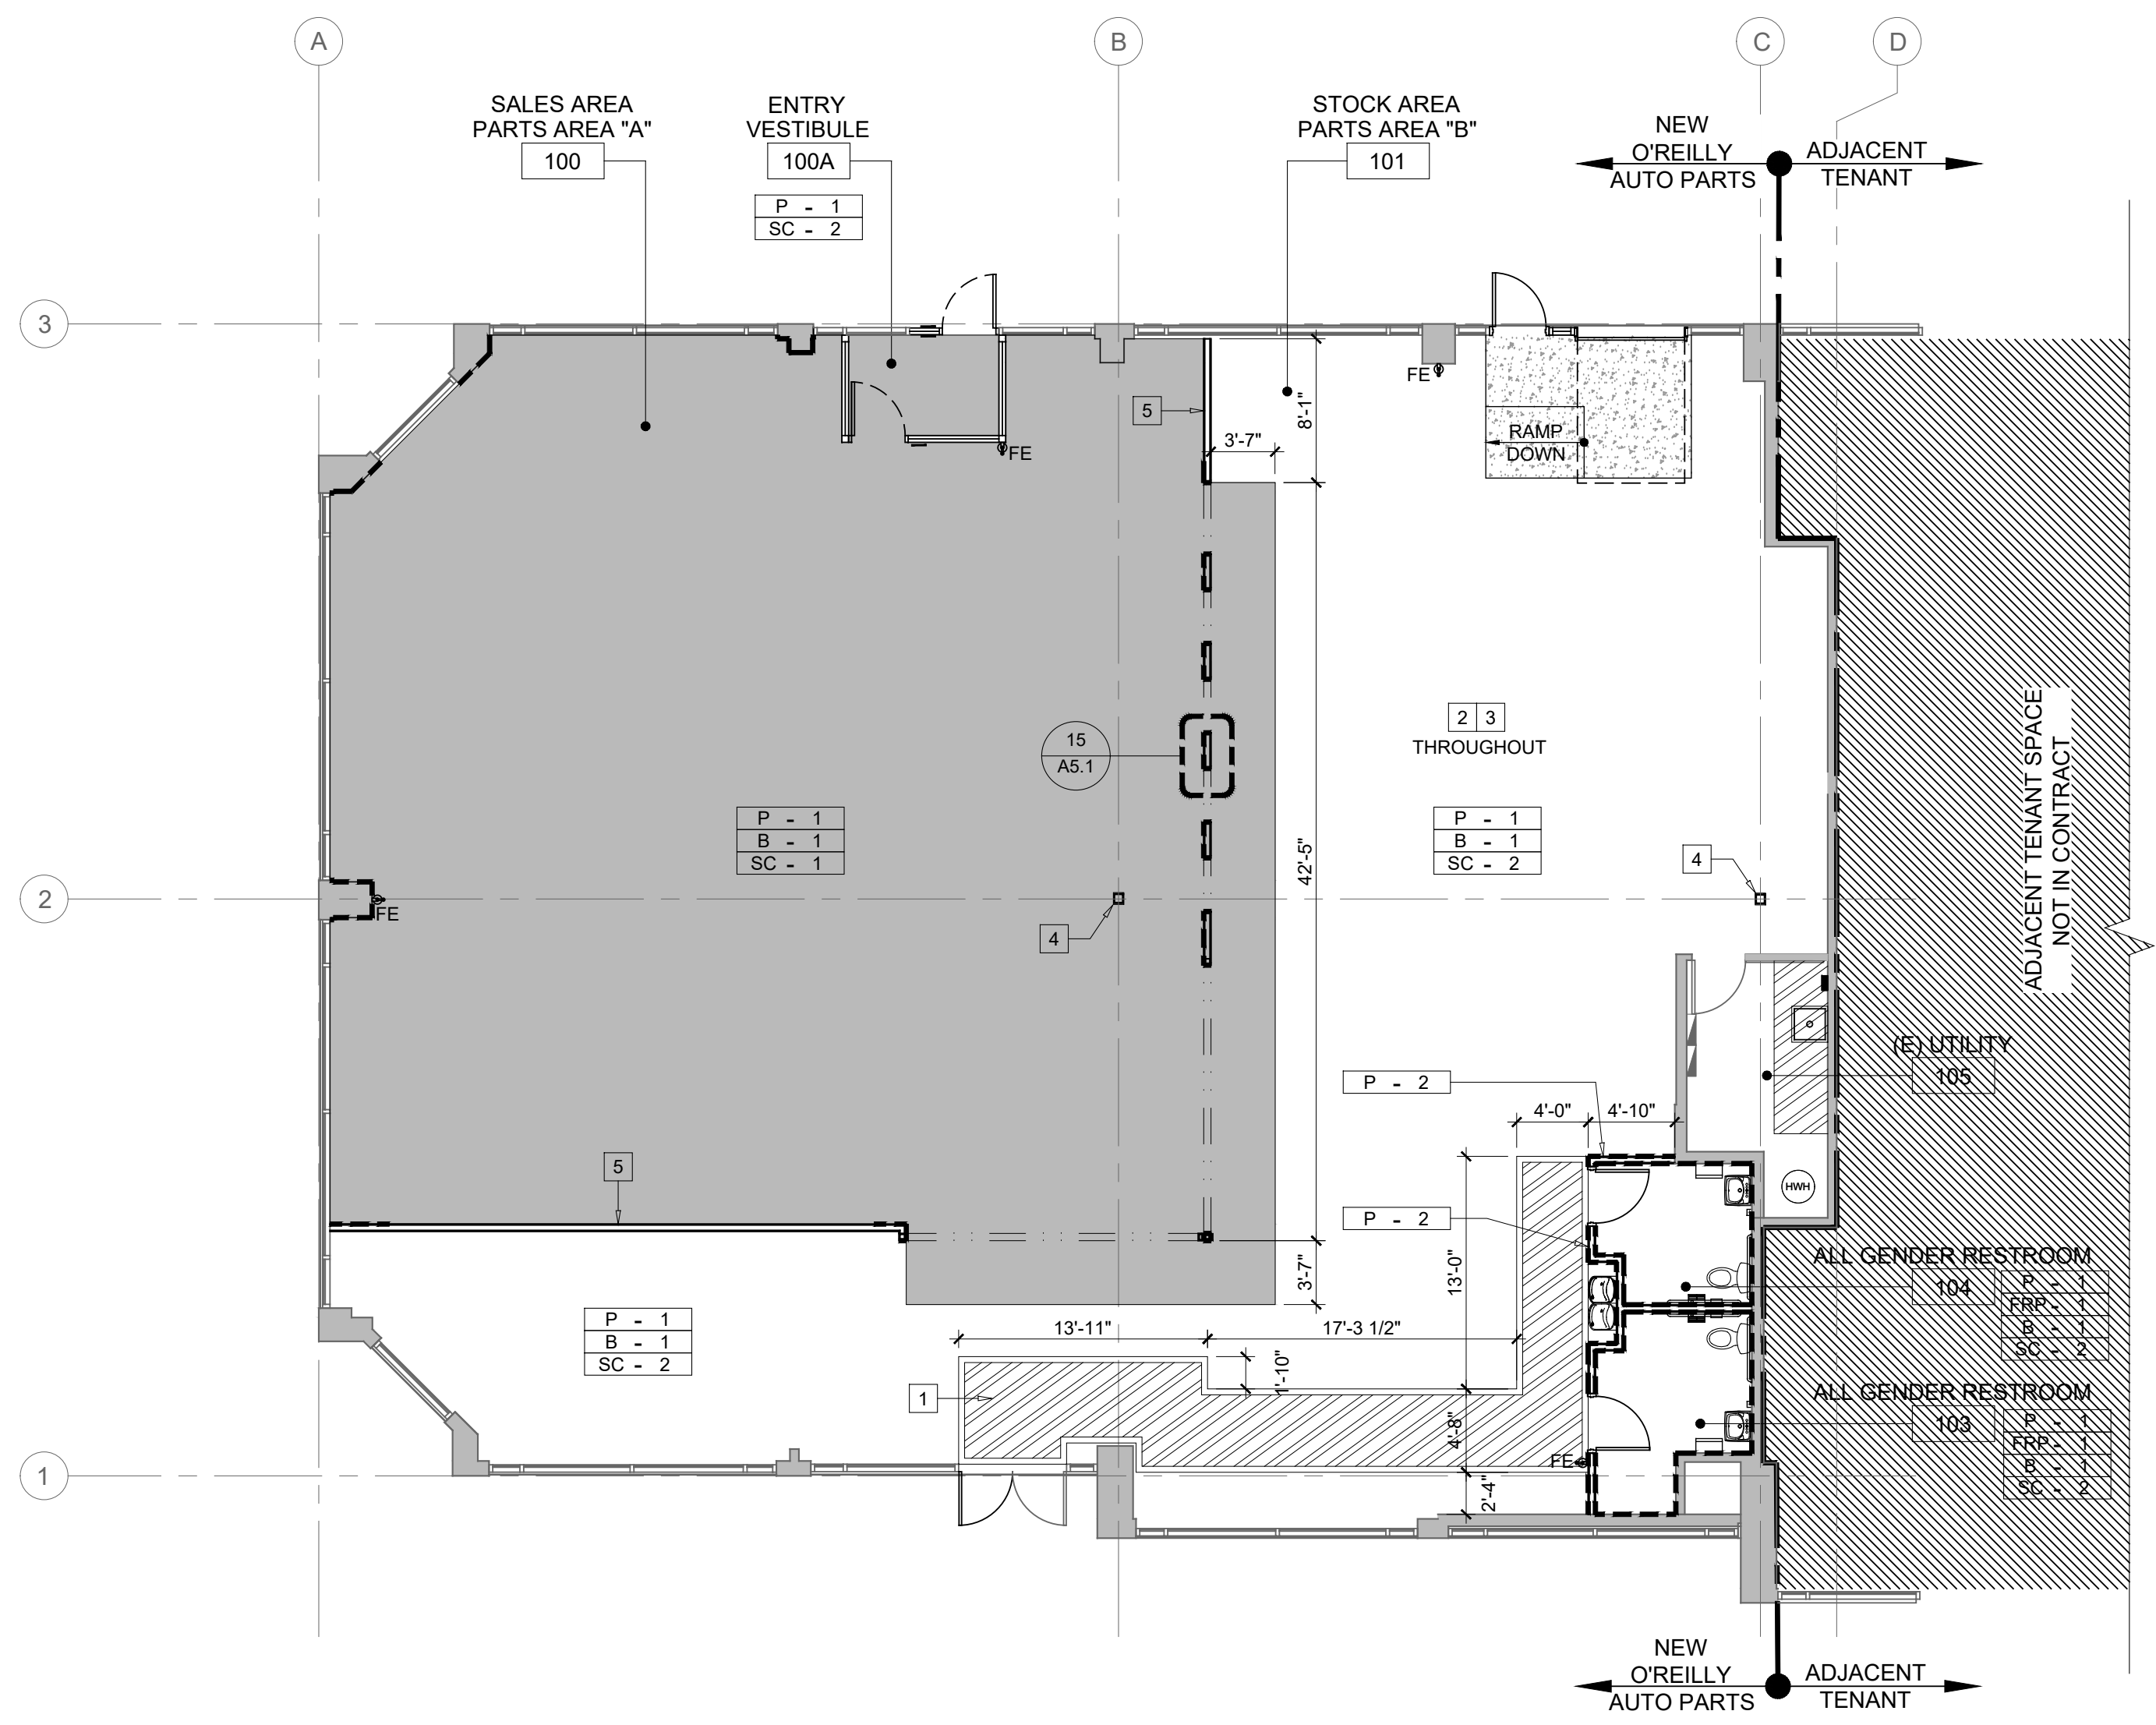 A
B
C
D
SALES AREA
PARTS AREA "A"
100
ENTRY
VESTIBULE
100A
P - 1
SC - 2
STOCK AREA
PARTS AREA "B"
101
NEW
O'REILLY
AUTO PARTS
ADJACENT
TENANT
3
FE
5
8'-1"
3'-7"
FE
RAMP
DOWN
15
A5.1
2 3
THROUGHOUT
P - 1
B - 1
SC - 1
42'-5"
P - 1
B - 1
SC - 2
4
ADJACENT TENANT SPACE
NOT IN CONTRACT
2
FE
4
(E) UTILITY
105
P - 2
4'-0"
4'-10"
5
HWH
P - 2
13'-0"
3'-7"
ALL GENDER RESTROOM
104
P - 1
FRP - 1
B - 1
SC - 2
P - 1
B - 1
SC - 2
13'-11"
17'-3 1/2"
1'-10"
1
ALL GENDER RESTROOM
103
P - 1
FRP - 1
B - 1
SC - 2
4'-8"
FE
1
2'-4"
NEW
O'REILLY
AUTO PARTS
ADJACENT
TENANT